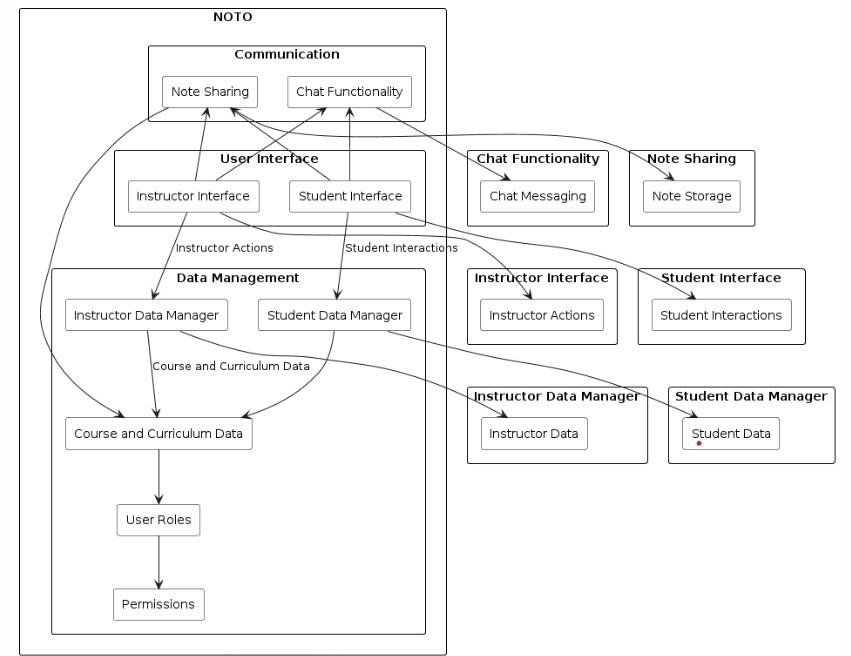 NOTO
Communication
Note Sharing
Chat Functionality
User Interface
Instructor Interface
Student Interface
Chat Functionality
Chat Messaging
Note Sharing
Note Storage
Instructor Actions
Student Interactions
Data Management
Instructor Data Manager
Student Data Manager
Instructor Interface
Instructor Actions
Student Interface
Student Interactions
Course and Curriculum Data
Course and Curriculum Data
Instructor Data Manager
Instructor Data
Student Data Manager
Student Data
User Roles
Permissions